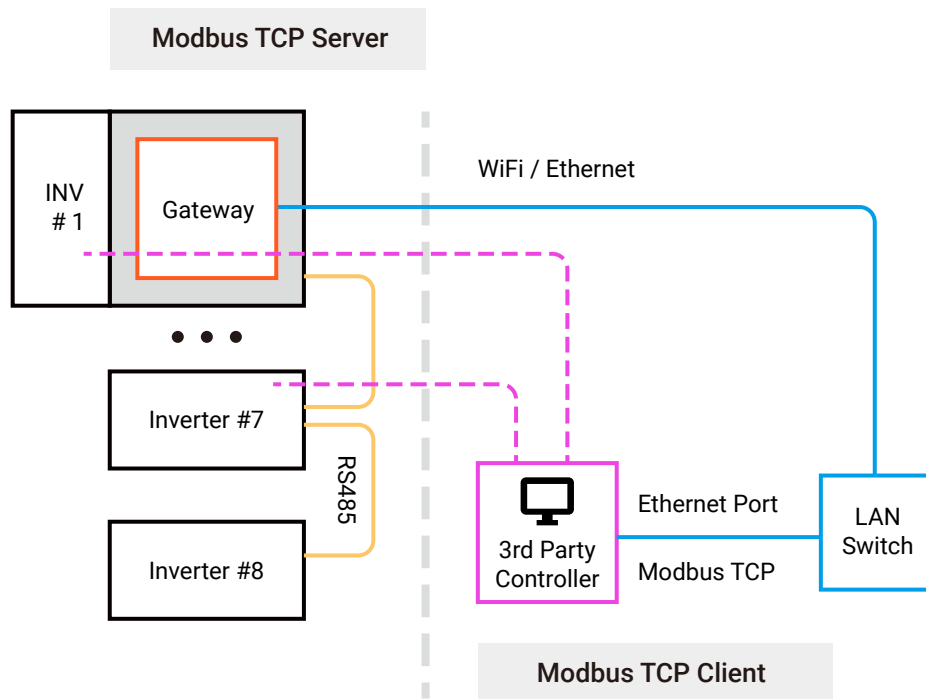 Modbus TCP Server
WiFi / Ethernet
INV
# 1
Gateway
Inverter #7
RS485
Inverter #8
3rd Party
Controller
Ethernet Port
Modbus TCP
LAN
Switch
Modbus TCP Client